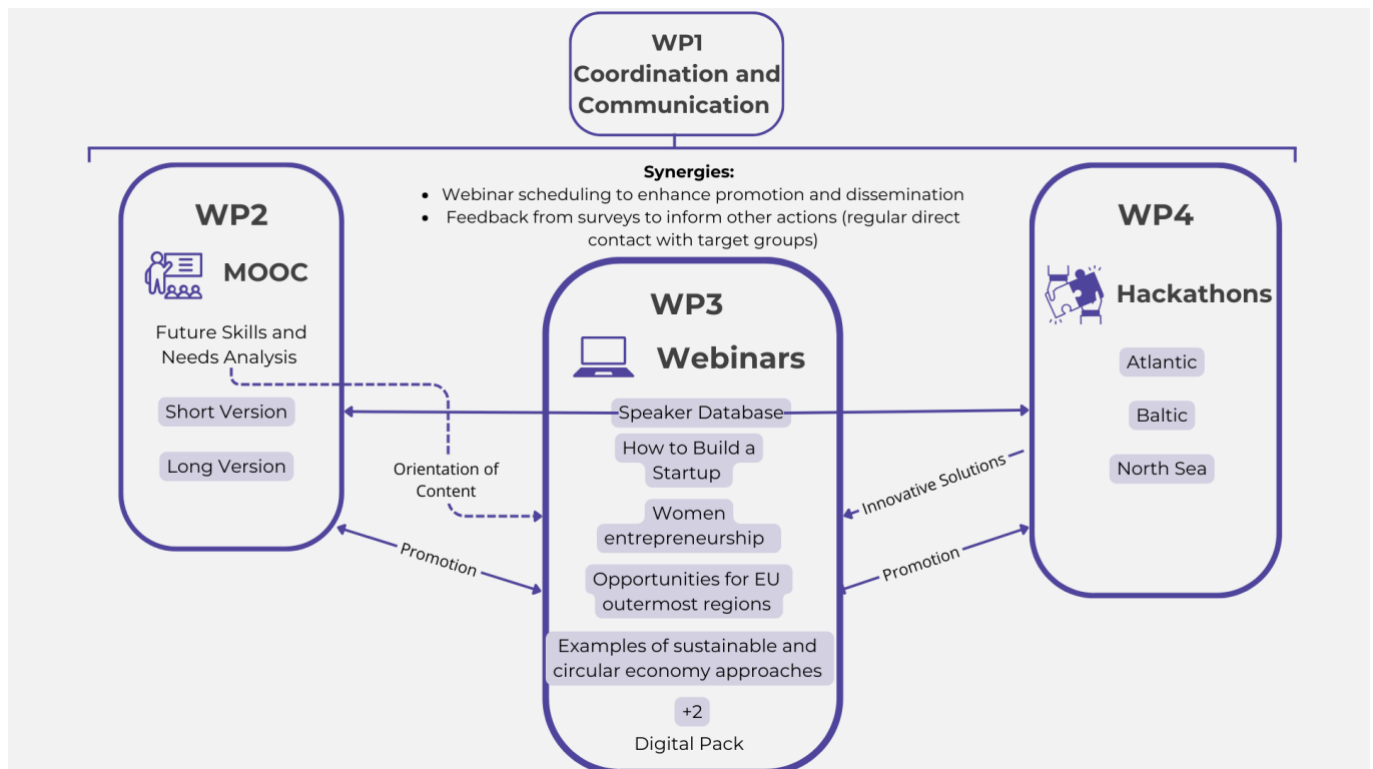 WP1
Coordination and
Communication
Synergies:
• Webinar scheduling to enhance promotion and dissemination
• Feedback from surveys to inform other actions (regular direct
contact with target groups)
WP2
MOOC
Future Skills and
Needs Analysis
Short Version
Long Version
Orientation of
Content
Promotion
WP3
Webinars
Speaker Database
How to Build a
Startup
Women
entrepreneurship
Opportunities for EU
outermost regions
Examples of sustainable and
circular economy approaches
+2
Digital Pack
Innovative Solutions
Promotion
WP4
Hackathons
Atlantic
Baltic
North Sea